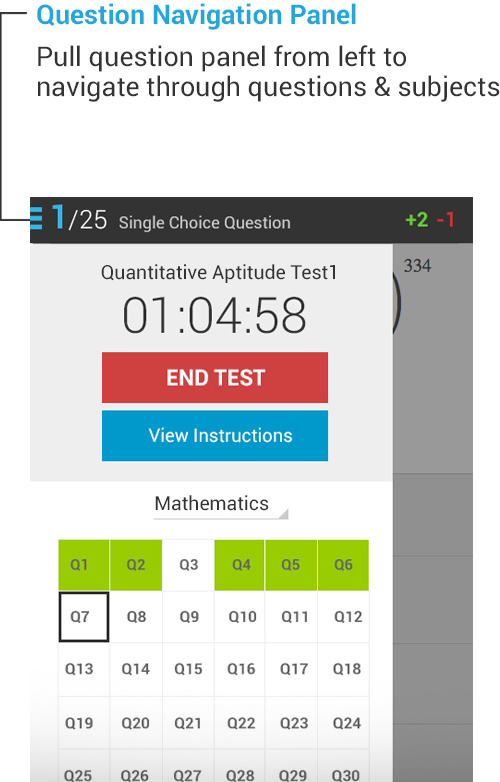 Question Navigation Panel
Pull question panel from left to
navigate through questions & subjects
1/25 Single Choice Question +2 -1
334
Quantitative Aptitude Test1
01:04:58
END TEST
View Instructions
Mathematics
Q1 Q2 Q3 Q4 Q5 Q6
Q7 Q8 Q9 Q10 Q11 Q12
Q13 Q14 Q15 Q16 Q17 Q18
Q19 Q20 Q21 Q22 Q23 Q24
Q25 Q26 Q27 Q28 Q29 Q30